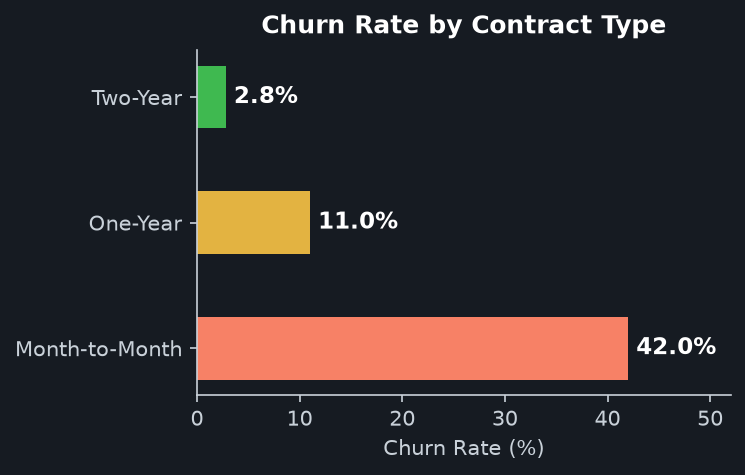 Churn Rate by Contract Type
Two-Year 2.8%
One-Year 11.0%
Month-to-Month 42.0%
0 10 20 30 40 50
Churn Rate (%)